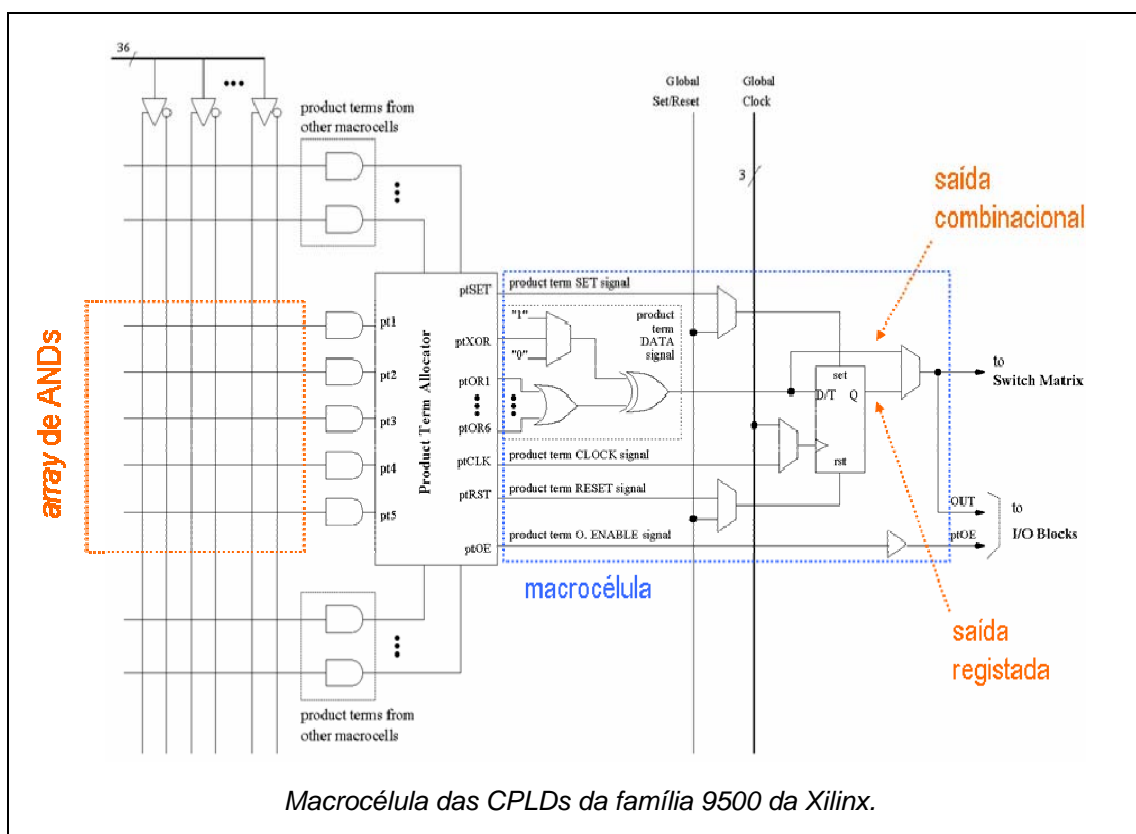 36
product terms from
other macrocells
Global
Set/Reset
Global
Clock
3
saída
combinacional
array de ANDs
pt1
pt2
pt3
pt4
pt5
Product Term Allocator
ptSET
ptXOR
ptOR1
ptOR6
ptCLK
ptRST
ptOE
product term SET signal
"1"
"0"
product
term
DATA
signal
product term CLOCK signal
product term RESET signal
product term O. ENABLE signal
set
D/T Q
rst
to
Switch Matrix
OUT
ptOE
to
I/O Blocks
macrocélula
saída
registada
product terms from
other macrocells
Macrocélula das CPLDs da família 9500 da Xilinx.